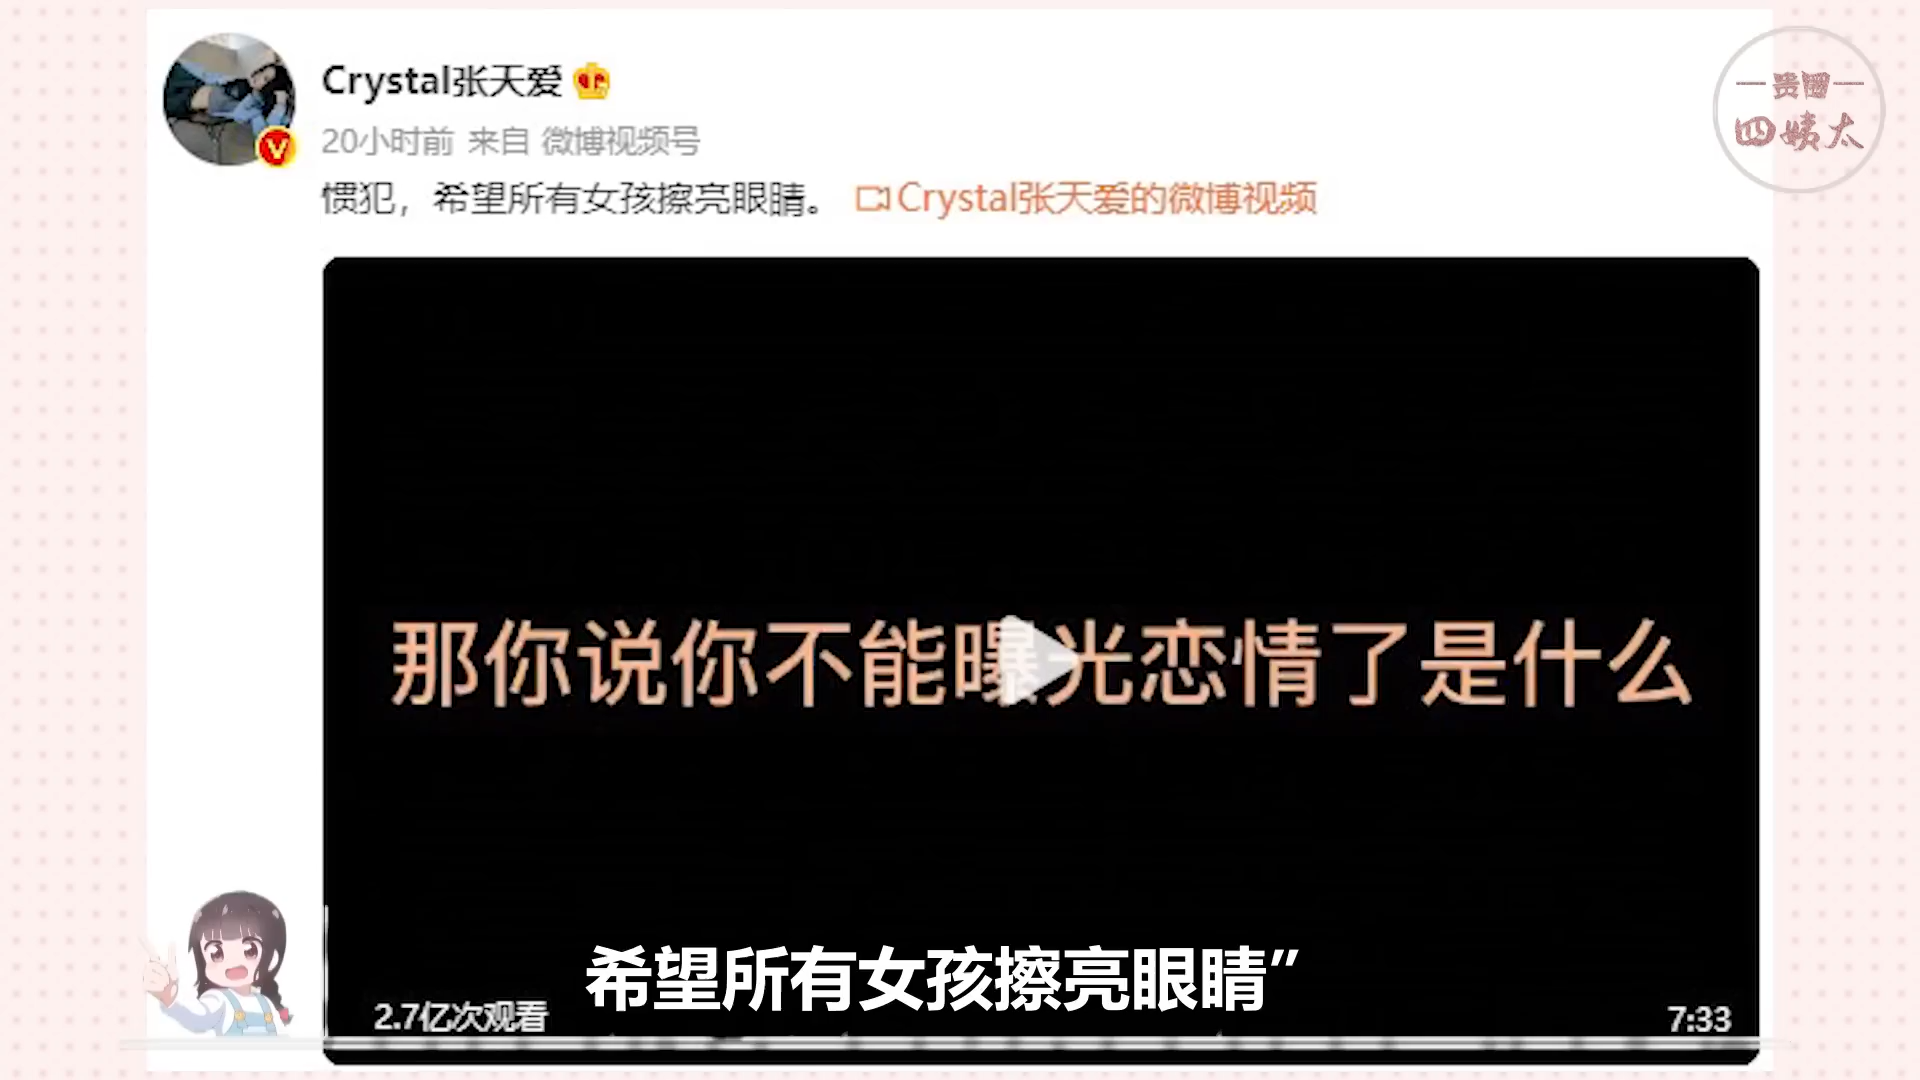 Crystal张天爱
20小时前 来自 微博视频号
惯犯，希望所有女孩擦亮眼睛。 Crystal张天爱的微博视频
贵圈
四姨太
那你说你不能曝光恋情了是什么
希望所有女孩擦亮眼睛”
2.7亿次观看
7:33